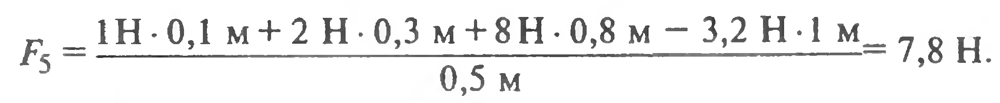 F₅ = (1 Н · 0,1 м + 2 Н · 0,3 м + 8 Н · 0,8 м − 3,2 Н · 1 м) / (0,5 м) = 7,8 Н.